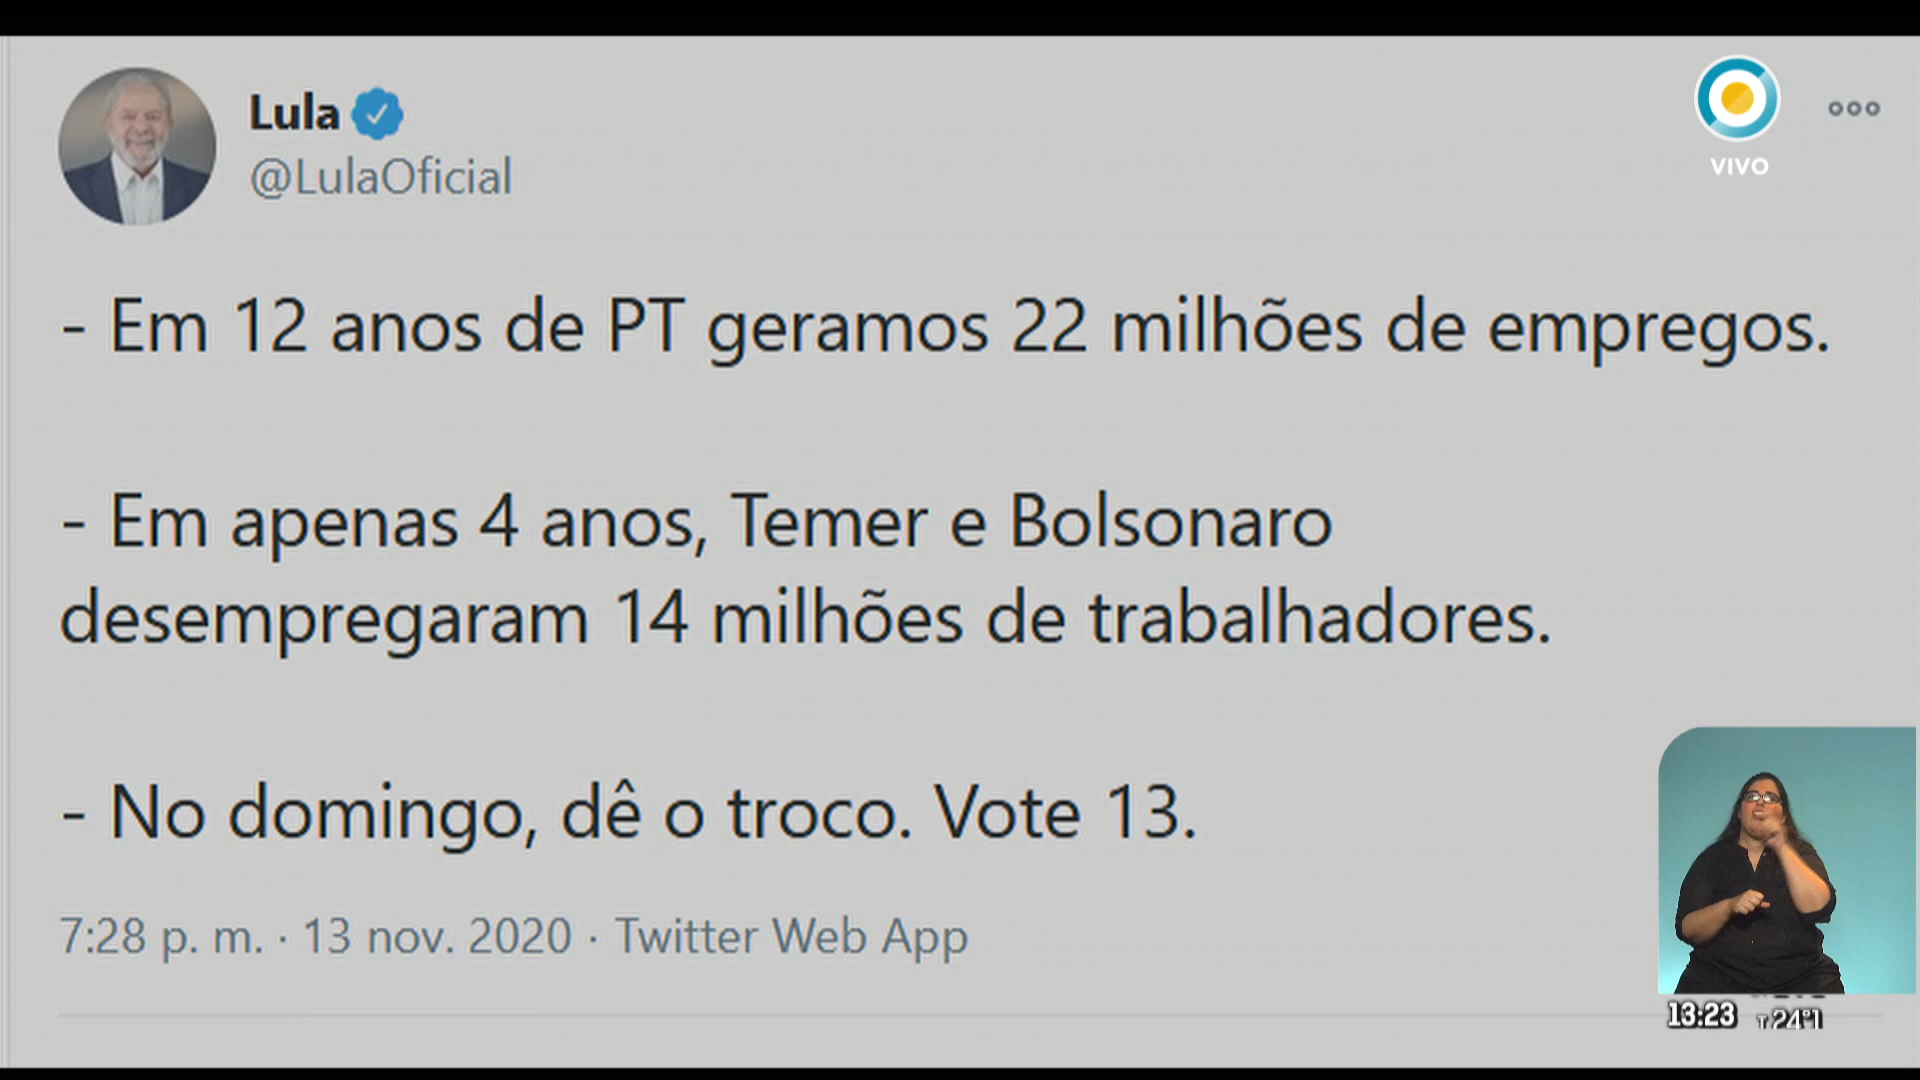 Lula
@LulaOficial
VIVO
- Em 12 anos de PT geramos 22 milhões de empregos.
- Em apenas 4 anos, Temer e Bolsonaro
desempregaram 14 milhões de trabalhadores.
- No domingo, dê o troco. Vote 13.
7:28 p. m. · 13 nov. 2020 · Twitter Web App
13:23